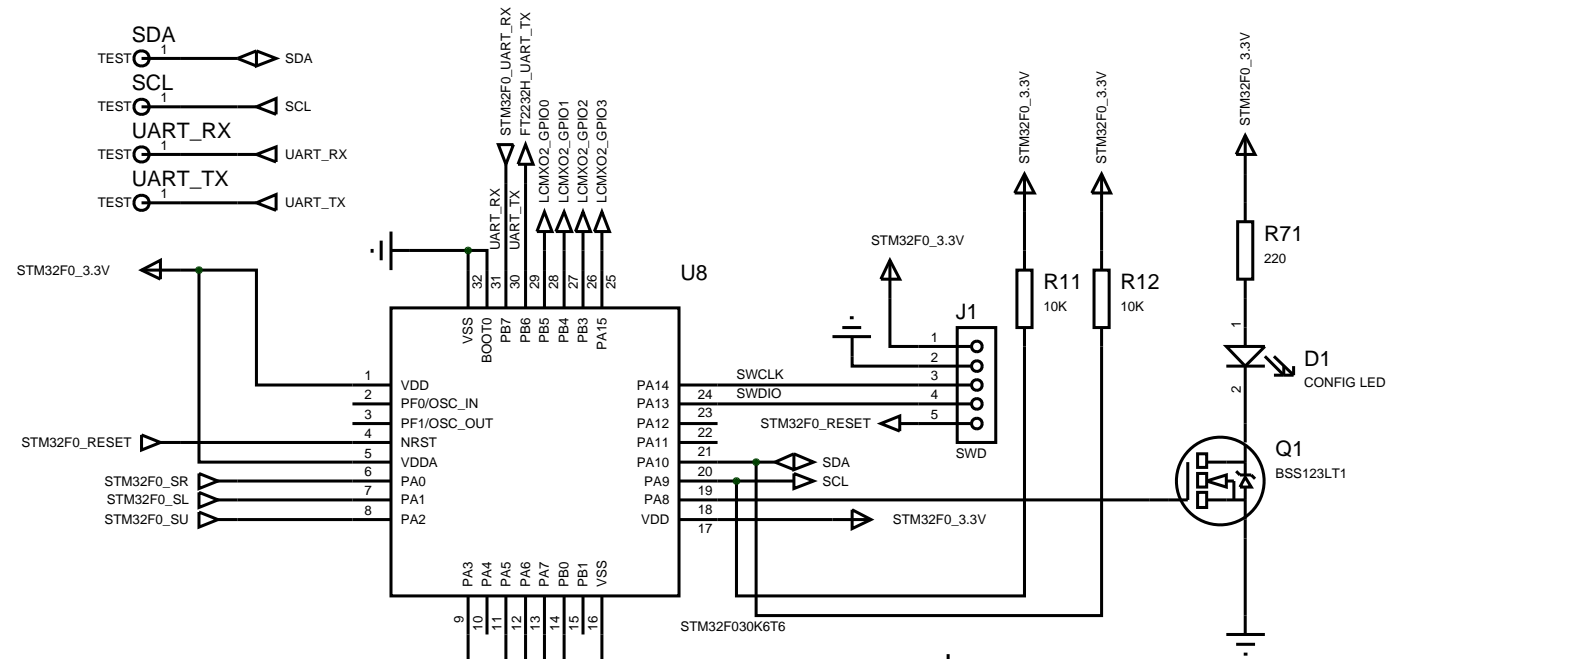 SDA
TEST 1 SDA
SCL
TEST 1 SCL
UART_RX
TEST 1 UART_RX
UART_TX
TEST 1 UART_TX
STM32F0_UART_RX
FT2232H_UART_TX
LCMXO2_GPIO0
LCMXO2_GPIO1
LCMXO2_GPIO2
LCMXO2_GPIO3
UART_RX
UART_TX
STM32F0_3.3V
32
31
30
29
28
27
26
25
U8
VSS
BOOT0
PB7
PB6
PB5
PB4
PB3
PA15
1 VDD
2 PF0/OSC_IN
3 PF1/OSC_OUT
STM32F0_RESET 4 NRST
5 VDDA
STM32F0_SR 6 PA0
STM32F0_SL 7 PA1
STM32F0_SU 8 PA2
PA14 24 SWCLK
PA13 23 SWDIO
PA12 22
PA11 21
PA10 20 SDA
PA9 19 SCL
PA8 18
VDD 17 STM32F0_3.3V
PA3
PA4
PA5
PA6
PA7
PB0
PB1
VSS
9
10
11
12
13
14
15
16
STM32F030K6T6
STM32F0_3.3V
J1
1
2
3
4
5
STM32F0_RESET
SWD
STM32F0_3.3V
R11
10K
STM32F0_3.3V
R12
10K
STM32F0_3.3V
R71
220
1
D1
CONFIG LED
2
Q1
BSS123LT1